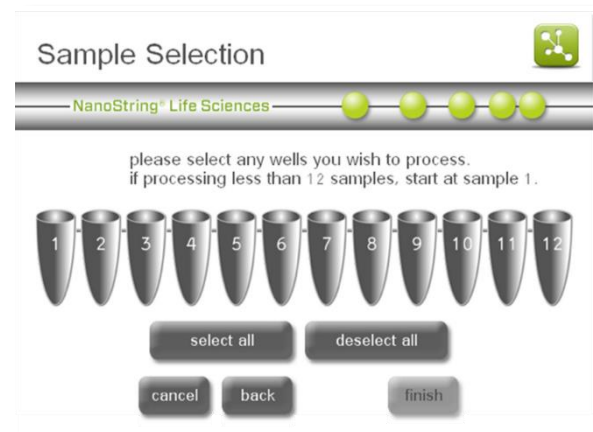 Sample Selection
NanoString® Life Sciences
please select any wells you wish to process.
if processing less than 12 samples, start at sample 1.
1 2 3 4 5 6 7 8 9 10 11 12
select all deselect all
cancel back finish